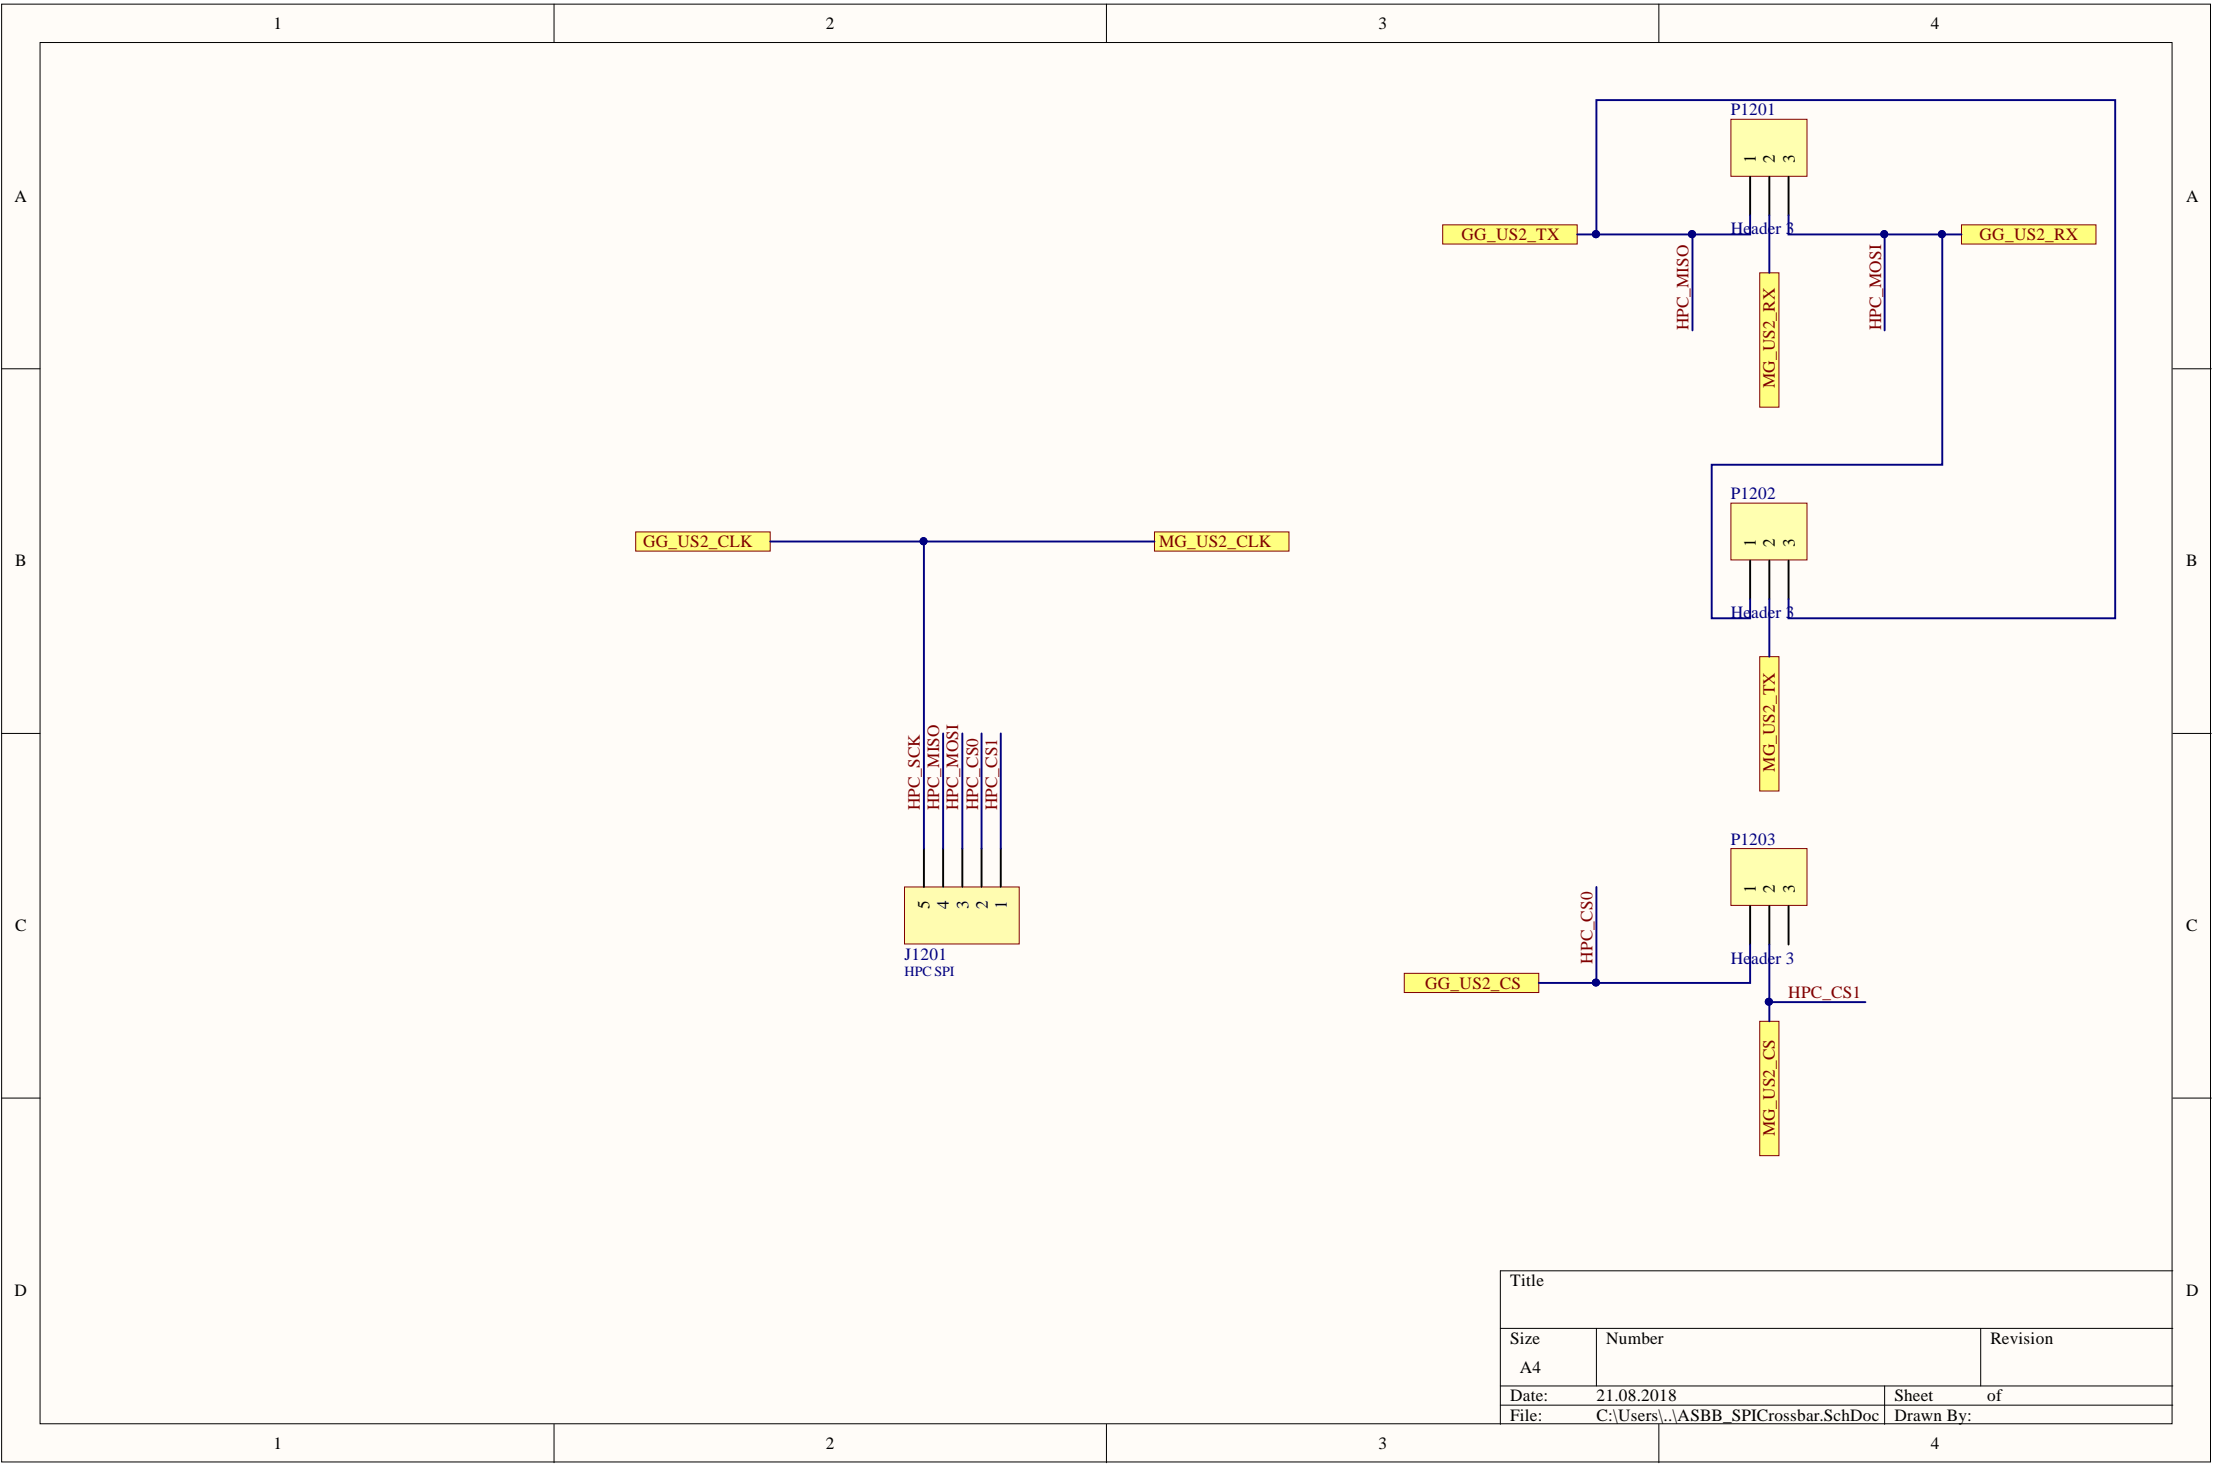 1 2 3 4
A A
B B
C C
D D
P1201
1 2 3
Header 3
GG_US2_TX
GG_US2_RX
HPC_MISO
MG_US2_RX
HPC_MOSI
P1202
1 2 3
Header 3
MG_US2_TX
GG_US2_CLK
MG_US2_CLK
HPC_SCK
HPC_MISO
HPC_MOSI
HPC_CS0
HPC_CS1
5 4 3 2 1
J1201
HPC SPI
P1203
1 2 3
Header 3
HPC_CS0
GG_US2_CS
HPC_CS1
MG_US2_CS
Title
Size Number Revision
A4
Date: 21.08.2018 Sheet of
File: C:\Users\..\ASBB_SPICrossbar.SchDoc Drawn By:
1 2 3 4